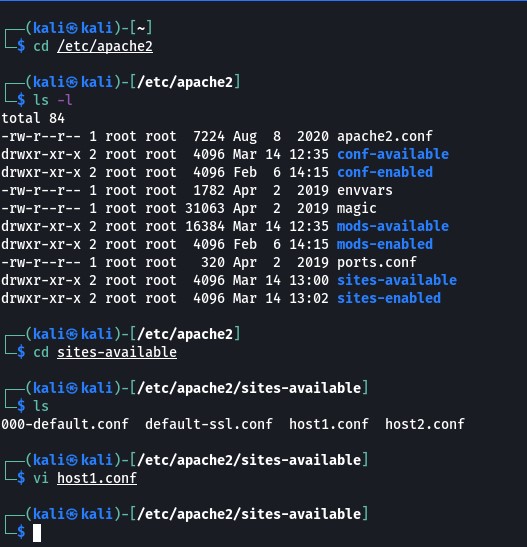 ┌──(kali㉿kali)-[~]
└─$ cd /etc/apache2
┌──(kali㉿kali)-[/etc/apache2]
└─$ ls -l
total 84
-rw-r--r-- 1 root root  7224 Aug  8  2020 apache2.conf
drwxr-xr-x 2 root root  4096 Mar 14 12:35 conf-available
drwxr-xr-x 2 root root  4096 Feb  6 14:15 conf-enabled
-rw-r--r-- 1 root root  1782 Apr  2  2019 envvars
-rw-r--r-- 1 root root 31063 Apr  2  2019 magic
drwxr-xr-x 2 root root 16384 Mar 14 12:35 mods-available
drwxr-xr-x 2 root root  4096 Feb  6 14:15 mods-enabled
-rw-r--r-- 1 root root   320 Apr  2  2019 ports.conf
drwxr-xr-x 2 root root  4096 Mar 14 13:00 sites-available
drwxr-xr-x 2 root root  4096 Mar 14 13:02 sites-enabled
┌──(kali㉿kali)-[/etc/apache2]
└─$ cd sites-available
┌──(kali㉿kali)-[/etc/apache2/sites-available]
└─$ ls
000-default.conf  default-ssl.conf  host1.conf  host2.conf
┌──(kali㉿kali)-[/etc/apache2/sites-available]
└─$ vi host1.conf
┌──(kali㉿kali)-[/etc/apache2/sites-available]
└─$